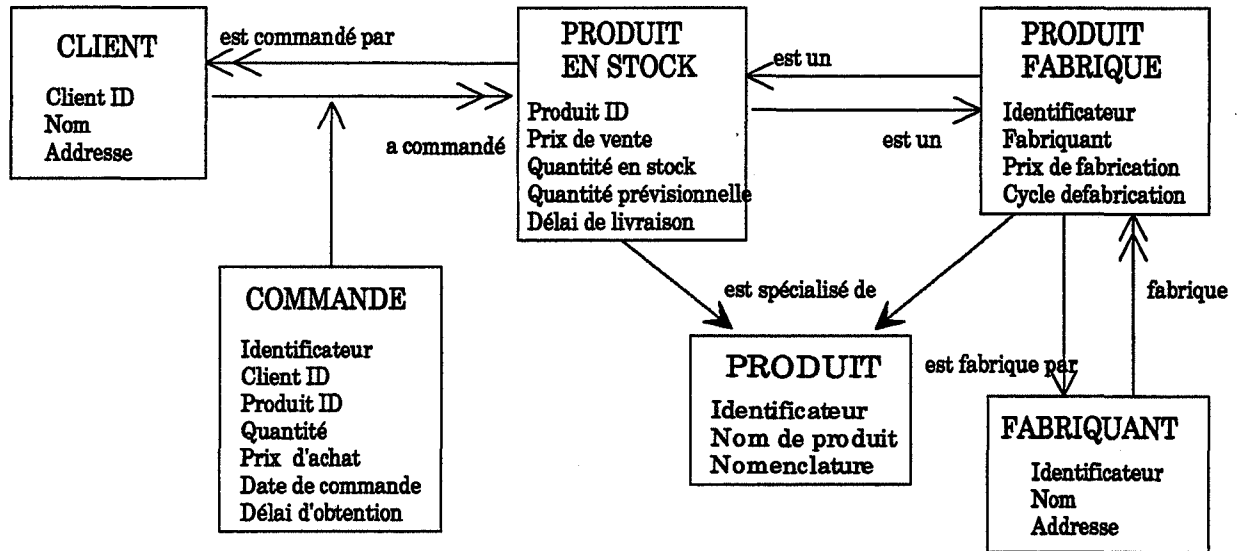 CLIENT
Client ID
Nom
Addresse
est commandé par
a commandé
PRODUIT
EN STOCK
Produit ID
Prix de vente
Quantité en stock
Quantité prévisionnelle
Délai de livraison
est un
est un
PRODUIT
FABRIQUE
Identificateur
Fabriquant
Prix de fabrication
Cycle defabrication
COMMANDE
Identificateur
Client ID
Produit ID
Quantité
Prix d'achat
Date de commande
Délai d'obtention
est spécialisé de
PRODUIT
Identificateur
Nom de produit
Nomenclature
est fabrique par
fabrique
FABRIQUANT
Identificateur
Nom
Addresse